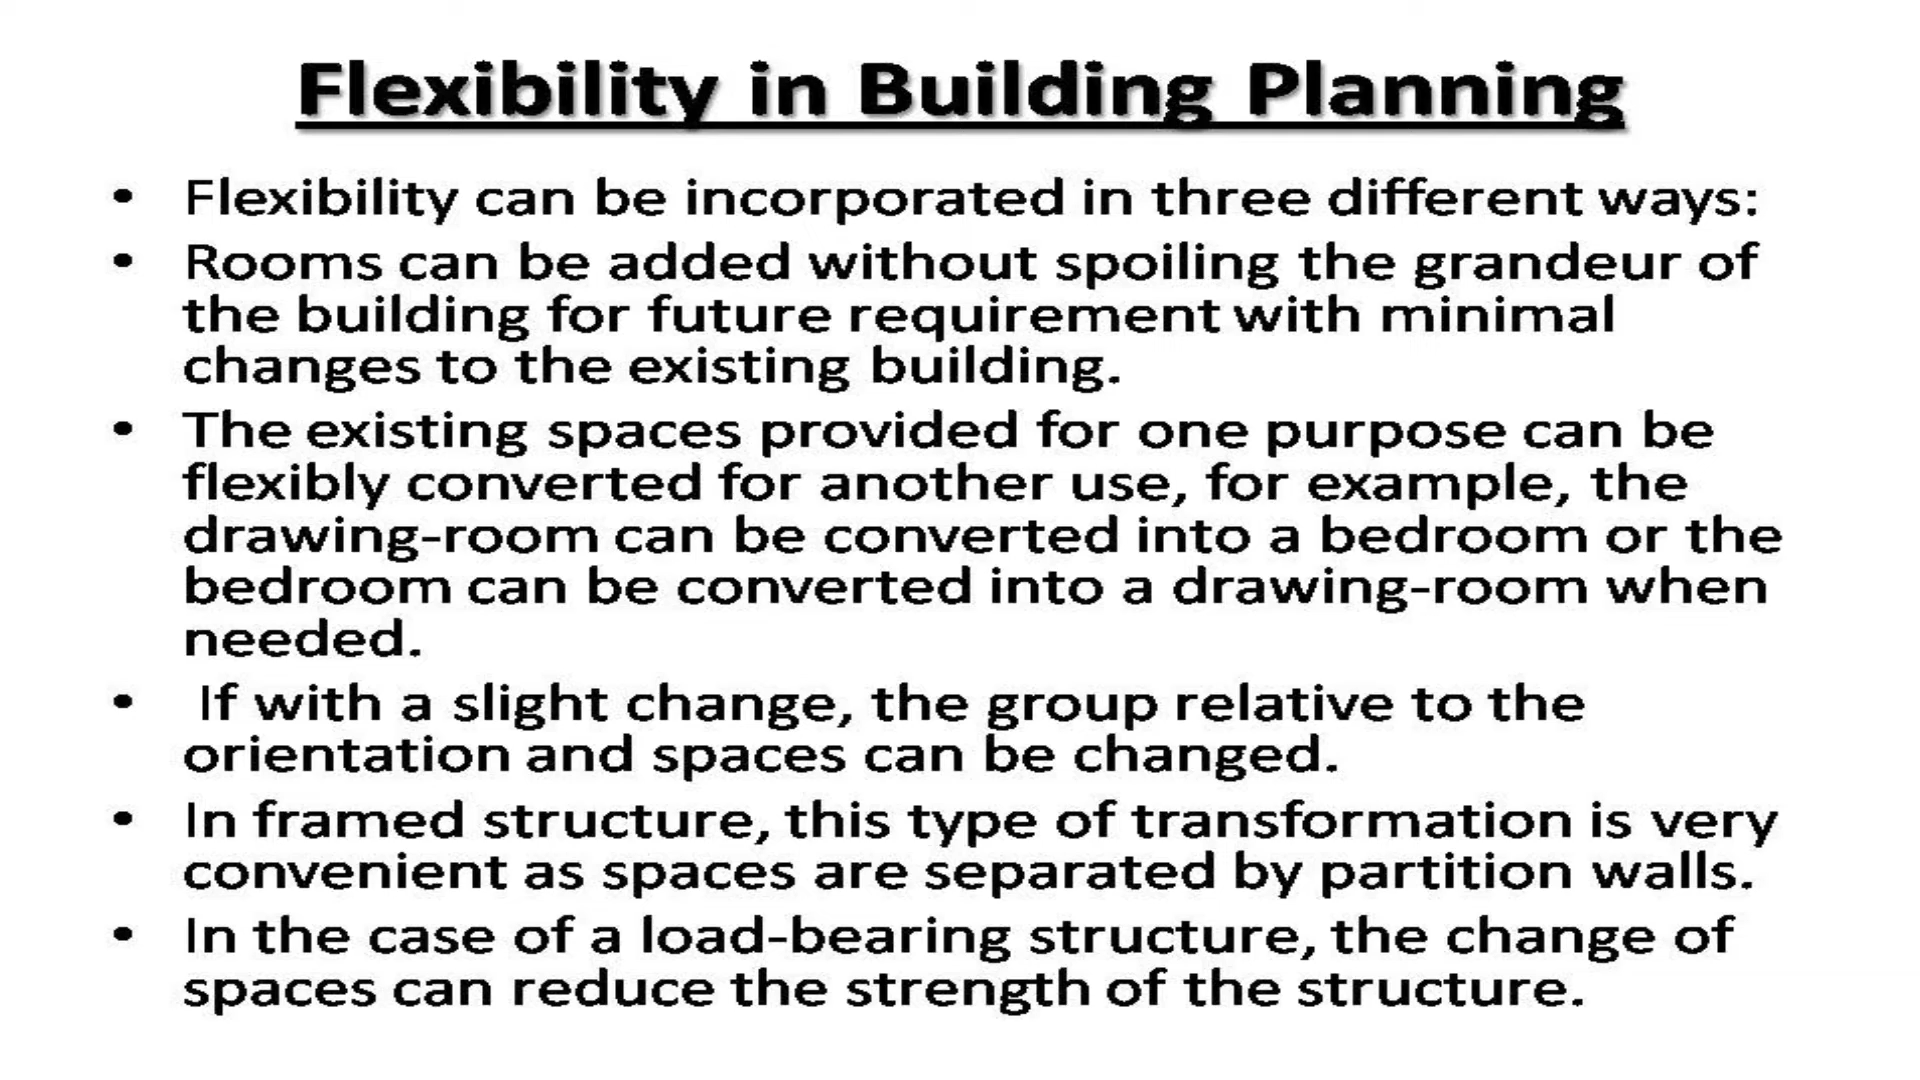 Flexibility in Building Planning
• Flexibility can be incorporated in three different ways:
• Rooms can be added without spoiling the grandeur of
the building for future requirement with minimal
changes to the existing building.
• The existing spaces provided for one purpose can be
flexibly converted for another use, for example, the
drawing-room can be converted into a bedroom or the
bedroom can be converted into a drawing-room when
needed.
• If with a slight change, the group relative to the
orientation and spaces can be changed.
• In framed structure, this type of transformation is very
convenient as spaces are separated by partition walls.
• In the case of a load-bearing structure, the change of
spaces can reduce the strength of the structure.